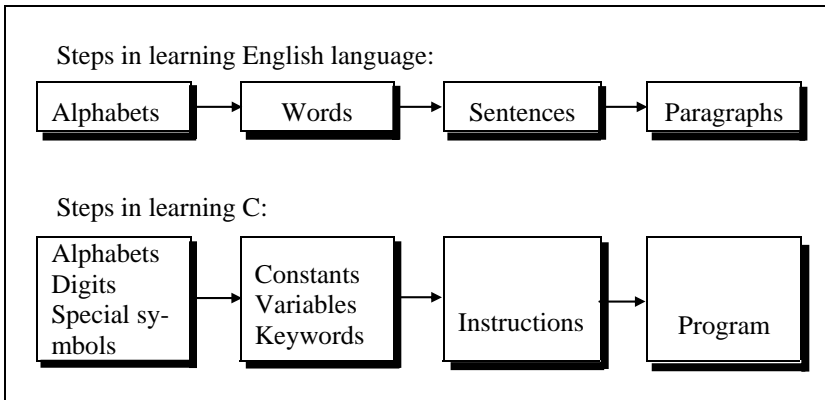 Steps in learning English language:
Alphabets
Words
Sentences
Paragraphs
Steps in learning C:
Alphabets
Digits
Special sy-
mbols
Constants
Variables
Keywords
Instructions
Program